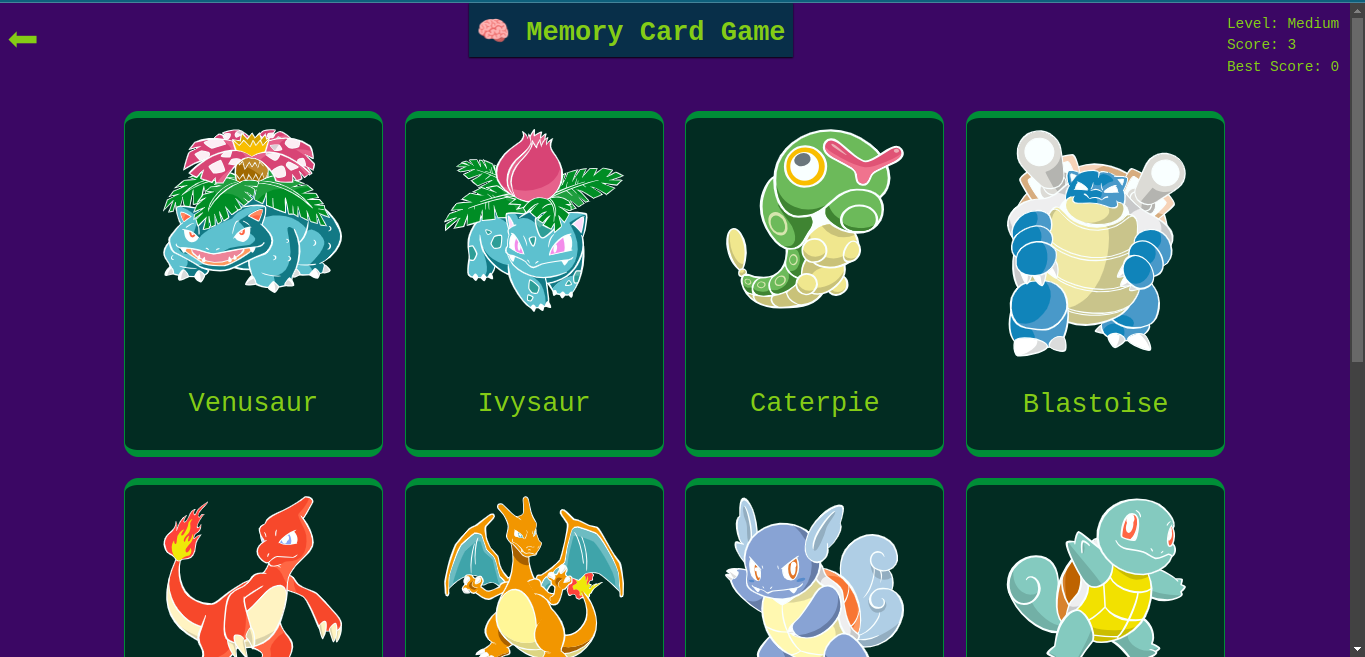 🧠 Memory Card Game
Level: Medium
Score: 3
Best Score: 0
Venusaur
Ivysaur
Caterpie
Blastoise